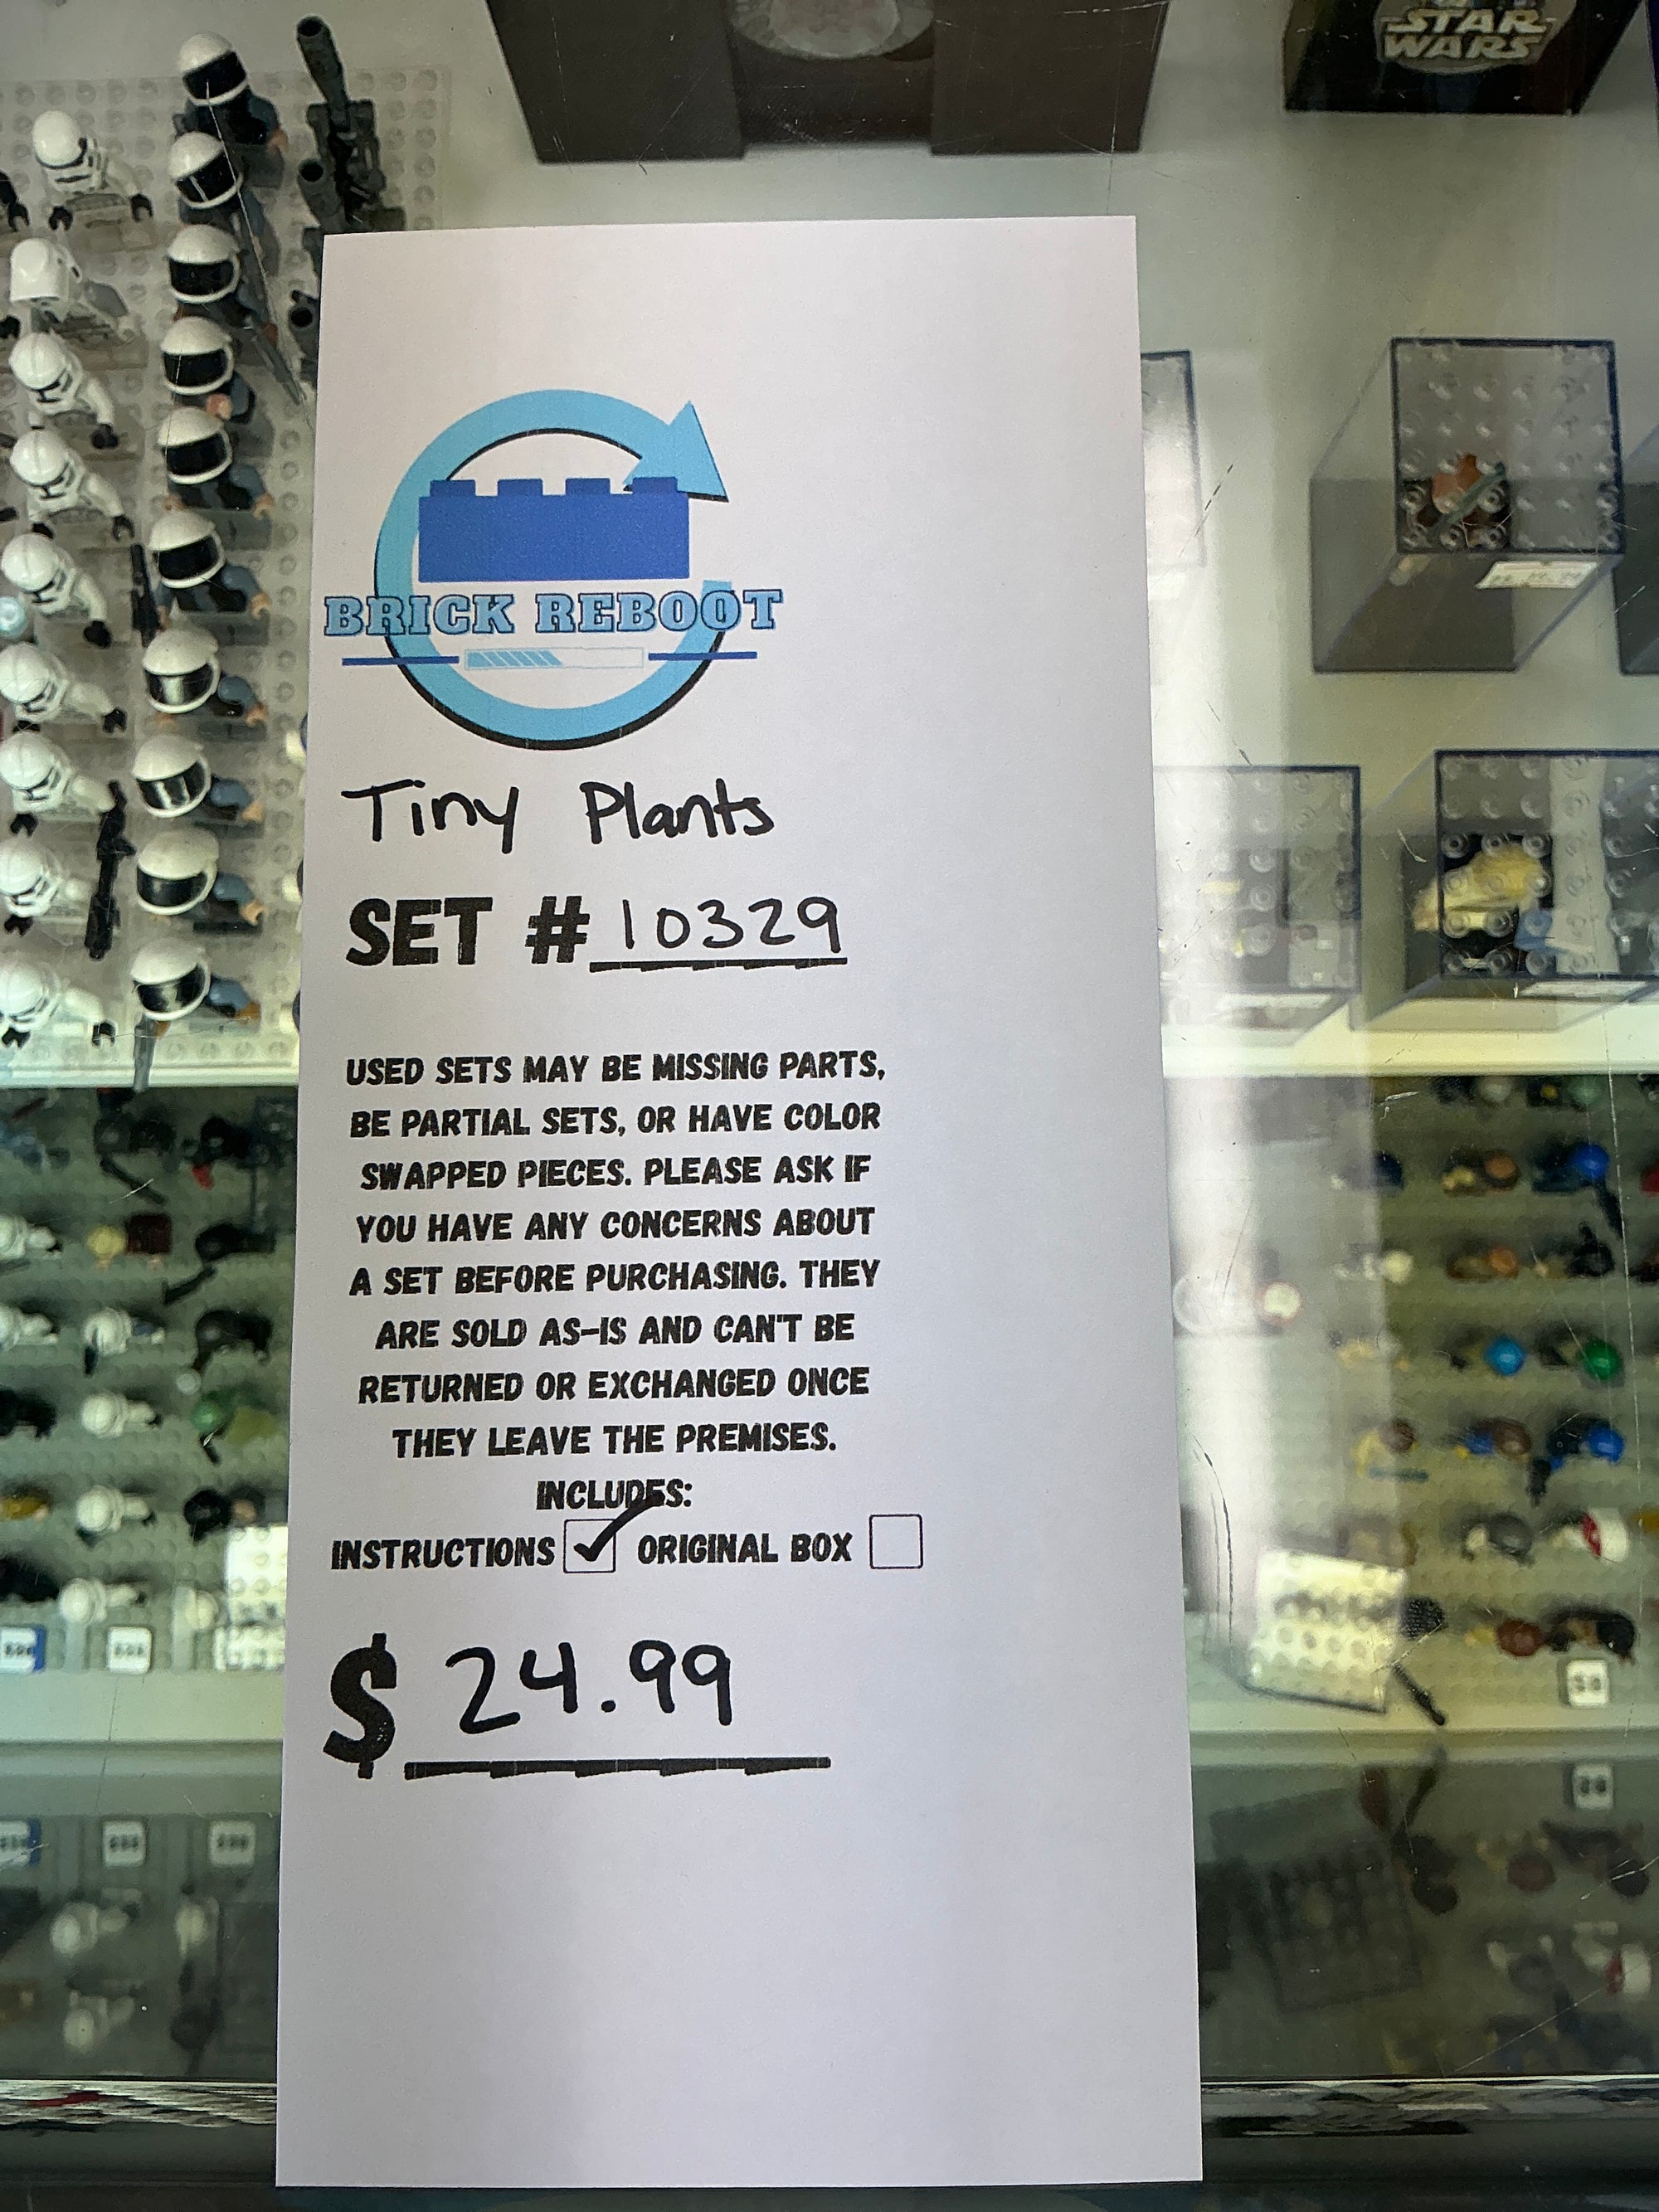 STAR
WARS
BRICK REBOOT
Tiny Plants
SET # 10329
USED SETS MAY BE MISSING PARTS,
BE PARTIAL SETS, OR HAVE COLOR
SWAPPED PIECES. PLEASE ASK IF
YOU HAVE ANY CONCERNS ABOUT
A SET BEFORE PURCHASING. THEY
ARE SOLD AS-IS AND CAN'T BE
RETURNED OR EXCHANGED ONCE
THEY LEAVE THE PREMISES.
INCLUDES:
INSTRUCTIONS ORIGINAL BOX
$ 24.99